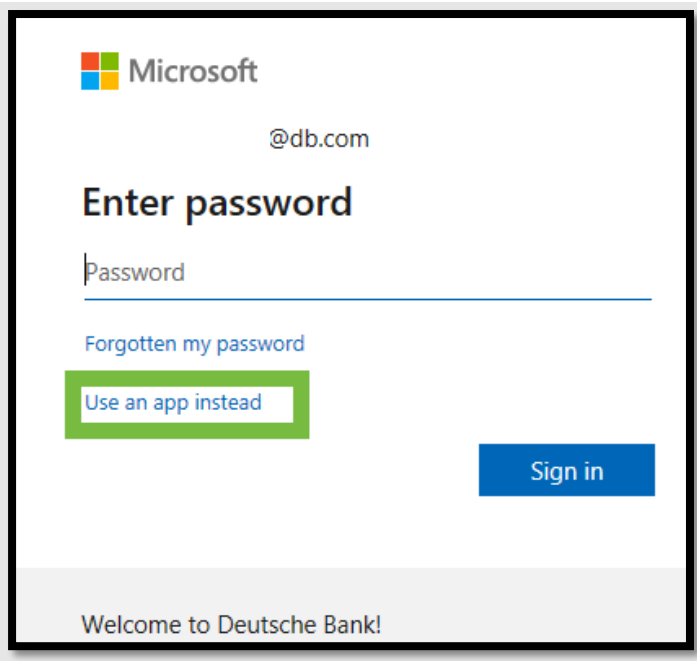 Microsoft
@db.com
Enter password
Password
Forgotten my password
Use an app instead
Sign in
Welcome to Deutsche Bank!